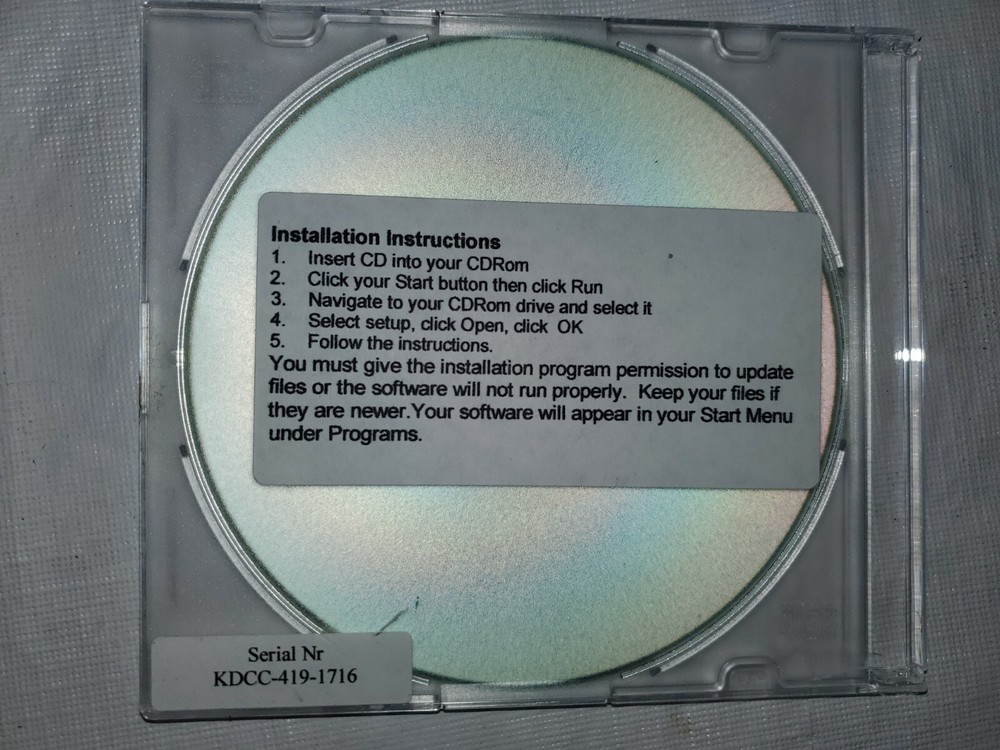 Installation Instructions
1. Insert CD into your CDRom
2. Click your Start button then click Run
3. Navigate to your CDRom drive and select it
4. Select setup, click Open, click OK
5. Follow the instructions.
You must give the installation program permission to update
files or the software will not run properly. Keep your files if
they are newer.Your software will appear in your Start Menu
under Programs.
Serial Nr
KDCC-419-1716